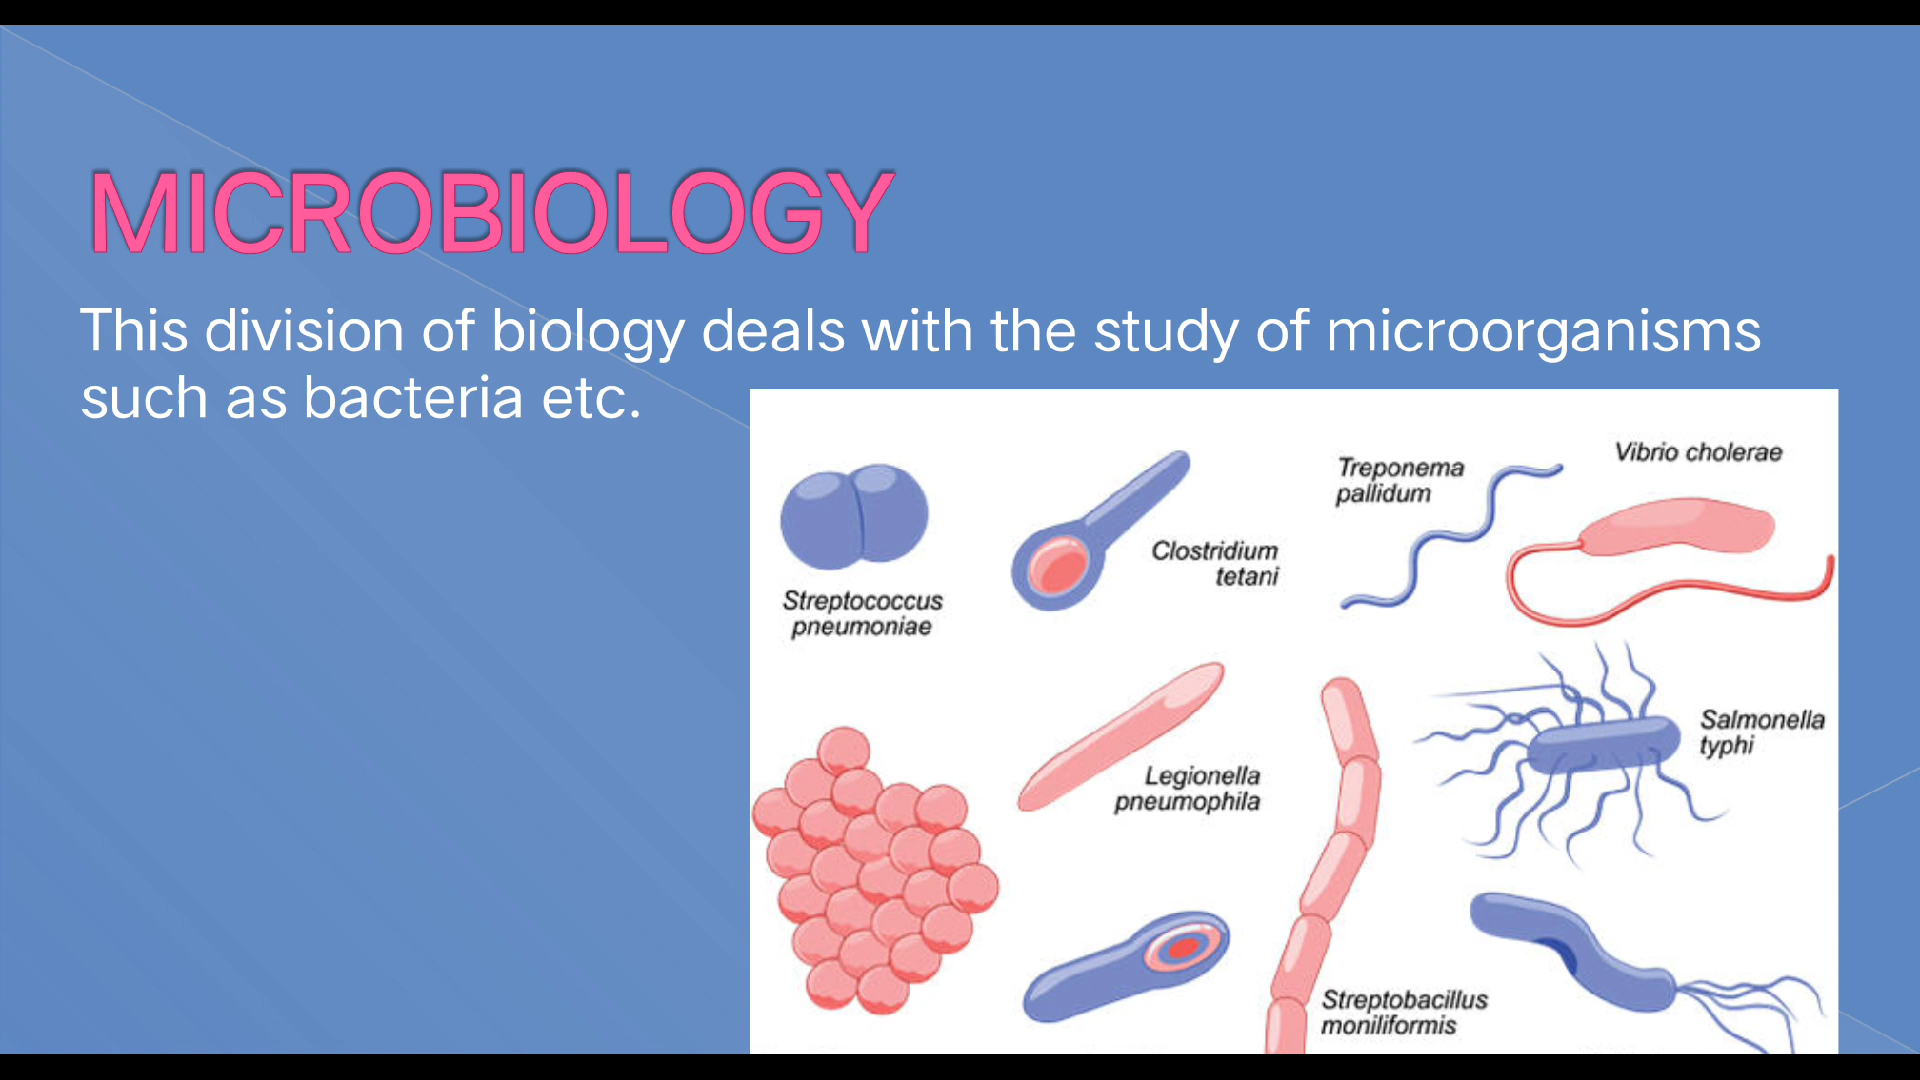 MICROBIOLOGY
This division of biology deals with the study of microorganisms
such as bacteria etc.
Streptococcus
pneumoniae
Clostridium
tetani
Treponema
pallidum
Vibrio cholerae
Legionella
pneumophila
Salmonella
typhi
Streptobacillus
moniliformis